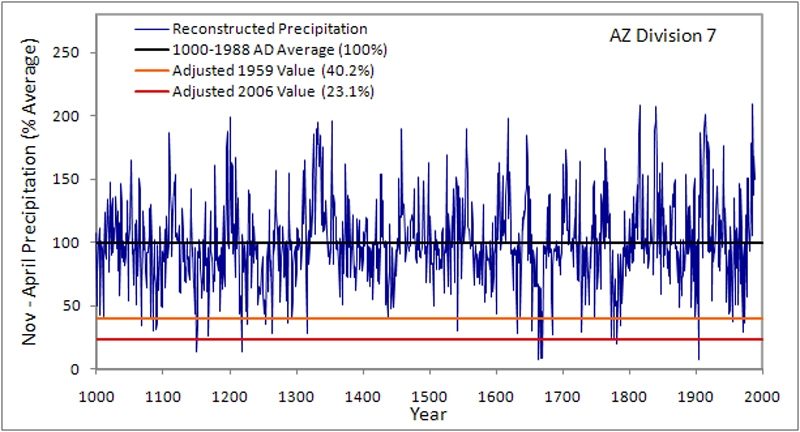 AZ Division 7
Reconstructed Precipitation
1000-1988 AD Average (100%)
Adjusted 1959 Value (40.2%)
Adjusted 2006 Value (23.1%)
Nov - April Precipitation (% Average)
250
200
150
100
50
0
1000 1100 1200 1300 1400 1500 1600 1700 1800 1900 2000
Year